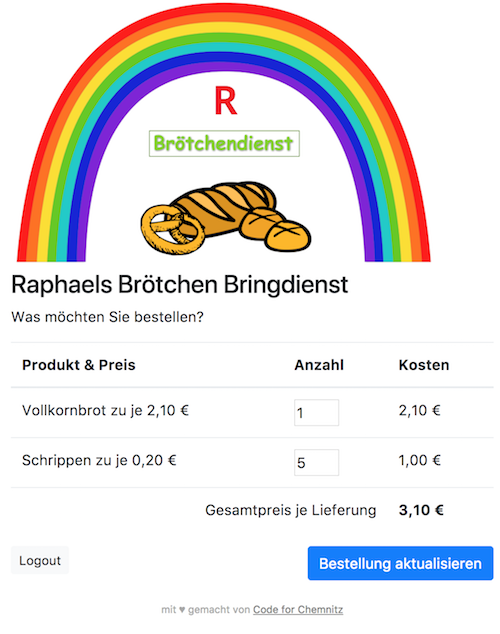 R
Brötchendienst
Raphaels Brötchen Bringdienst
Was möchten Sie bestellen?
Produkt & Preis Anzahl Kosten
Vollkornbrot zu je 2,10 € 1 2,10 €
Schrippen zu je 0,20 € 5 1,00 €
Gesamtpreis je Lieferung 3,10 €
Logout Bestellung aktualisieren
mit ♥ gemacht von Code for Chemnitz